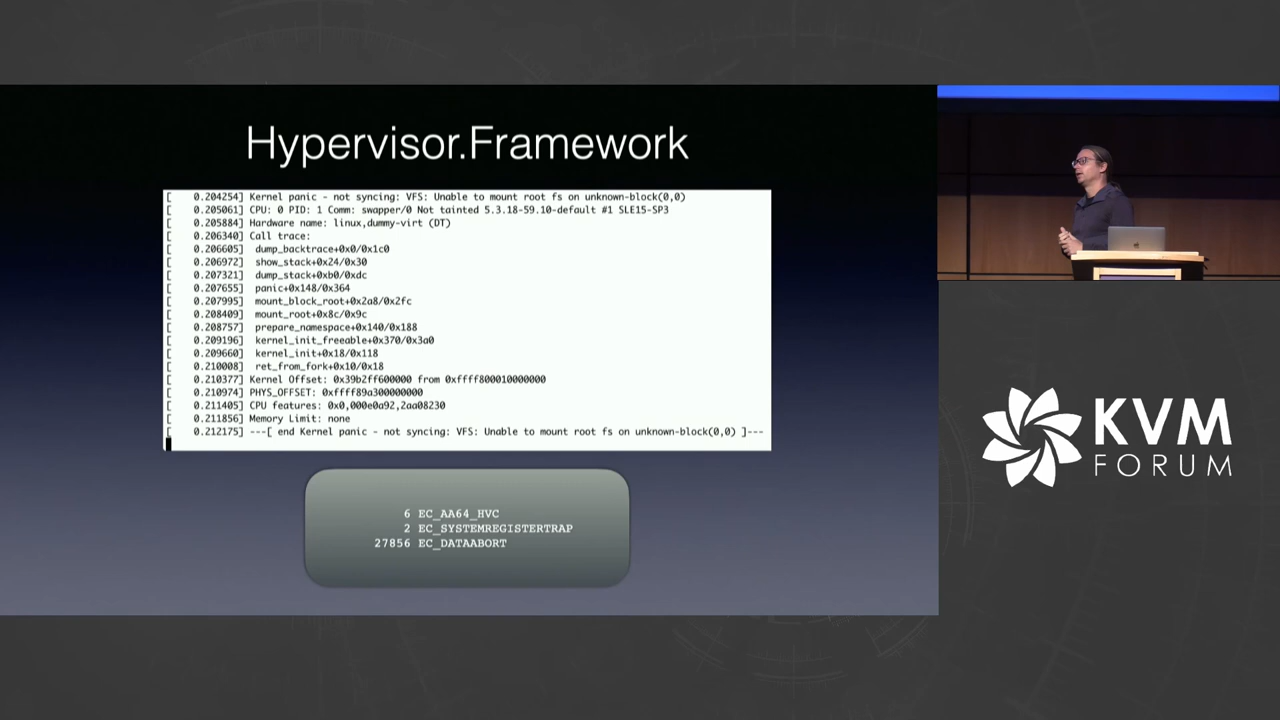 Hypervisor.Framework
[    0.204254] Kernel panic - not syncing: VFS: Unable to mount root fs on unknown-block(0,0)
[    0.205061] CPU: 0 PID: 1 Comm: swapper/0 Not tainted 5.3.18-59.10-default #1 SLE15-SP3
[    0.205884] Hardware name: linux,dummy-virt (DT)
[    0.206340] Call trace:
[    0.206605]  dump_backtrace+0x0/0x1c0
[    0.206972]  show_stack+0x24/0x30
[    0.207321]  dump_stack+0xb0/0xdc
[    0.207655]  panic+0x148/0x364
[    0.207995]  mount_block_root+0x2a8/0x2fc
[    0.208409]  mount_root+0x8c/0x9c
[    0.208757]  prepare_namespace+0x140/0x188
[    0.209196]  kernel_init_freeable+0x370/0x3a0
[    0.209660]  kernel_init+0x18/0x118
[    0.210008]  ret_from_fork+0x10/0x18
[    0.210377] Kernel Offset: 0x39b2ff600000 from 0xffff800010000000
[    0.210974] PHYS_OFFSET: 0xffff89a300000000
[    0.211405] CPU features: 0x0,000e0a92,2aa08230
[    0.211856] Memory Limit: none
[    0.212175] ---[ end Kernel panic - not syncing: VFS: Unable to mount root fs on unknown-block(0,0) ]---
6 EC_AA64_HVC
2 EC_SYSTEMREGISTERTRAP
27856 EC_DATAABORT
KVM
FORUM